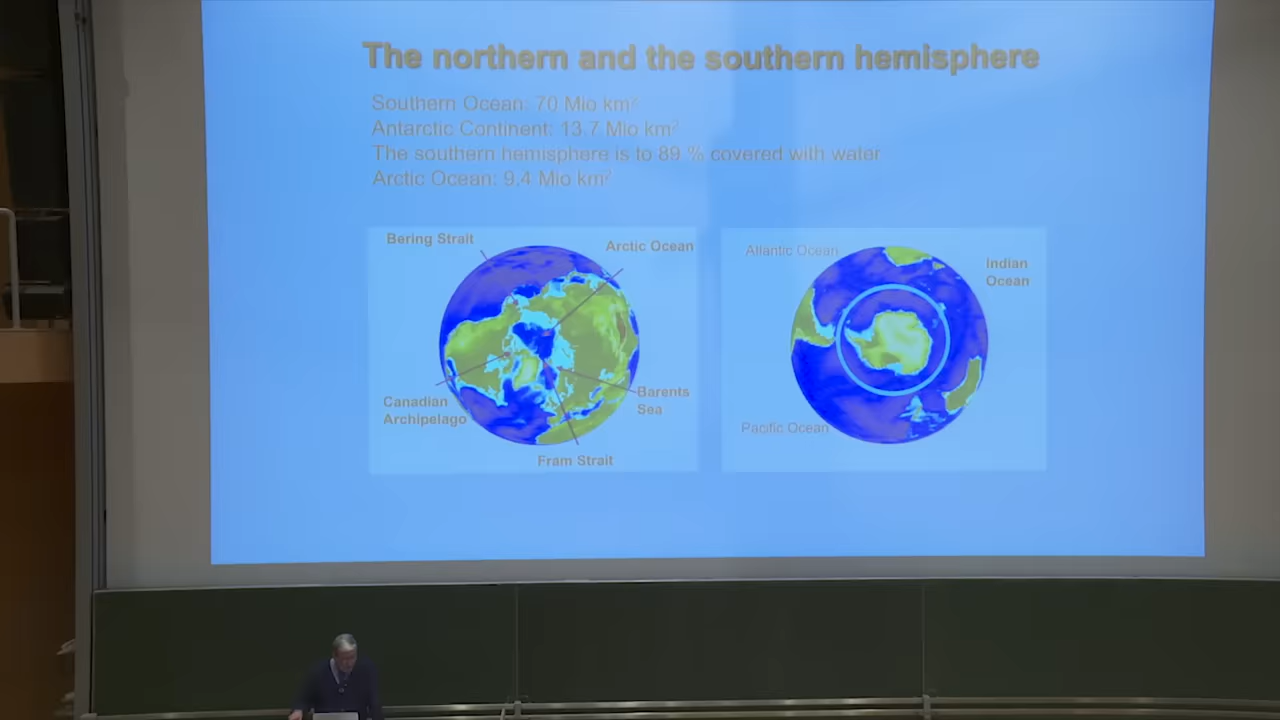 The northern and the southern hemisphere
Southern Ocean: 70 Mio km²
Antarctic Continent: 13.7 Mio km²
The southern hemisphere is to 89 % covered with water
Arctic Ocean: 9.4 Mio km²
Bering Strait
Arctic Ocean
Canadian
Archipelago
Barents
Sea
Fram Strait
Atlantic Ocean
Indian
Ocean
Pacific Ocean